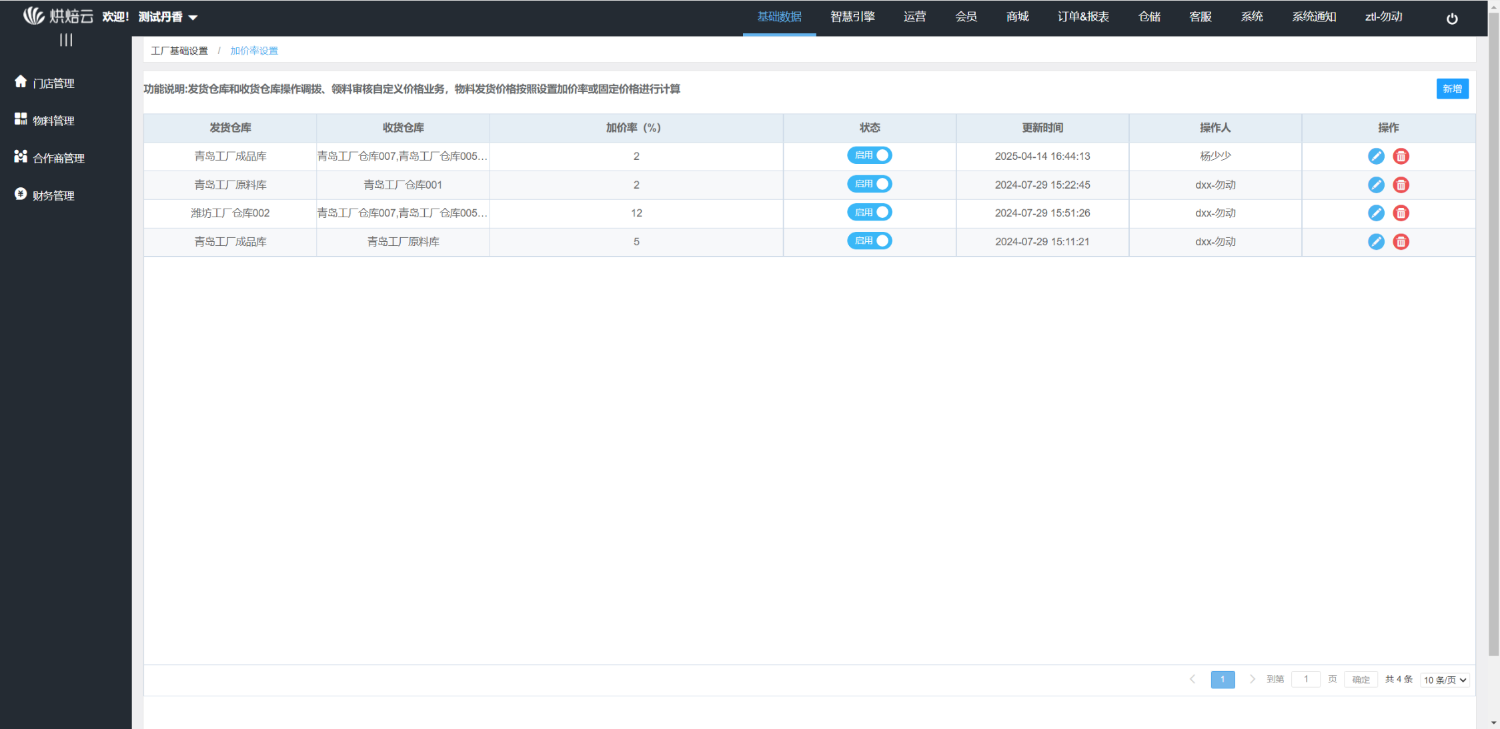 烘焙云 欢迎! 测试丹香 基础数据 智慧引擎 运营 会员 商城 订单&报表 仓储 客服 系统 系统通知 ztl-勿动
工厂基础设置 / 加价率设置
门店管理
物料管理
合作商管理
财务管理
功能说明:发货仓库和收货仓库操作调拨、领料审核自定义价格业务，物料发货价格按照设置加价率或固定价格进行计算 新增
发货仓库 收货仓库 加价率（%） 状态 更新时间 操作人 操作
青岛工厂成品库 青岛工厂仓库007,青岛工厂仓库005... 2 启用 2025-04-14 16:44:13 杨少少
青岛工厂原料库 青岛工厂仓库001 2 启用 2024-07-29 15:22:45 dxx-勿动
潍坊工厂仓库002 青岛工厂仓库007,青岛工厂仓库005... 12 启用 2024-07-29 15:51:26 dxx-勿动
青岛工厂成品库 青岛工厂原料库 5 启用 2024-07-29 15:11:21 dxx-勿动
1 到第 1 页 确定 共 4 条 10 条/页